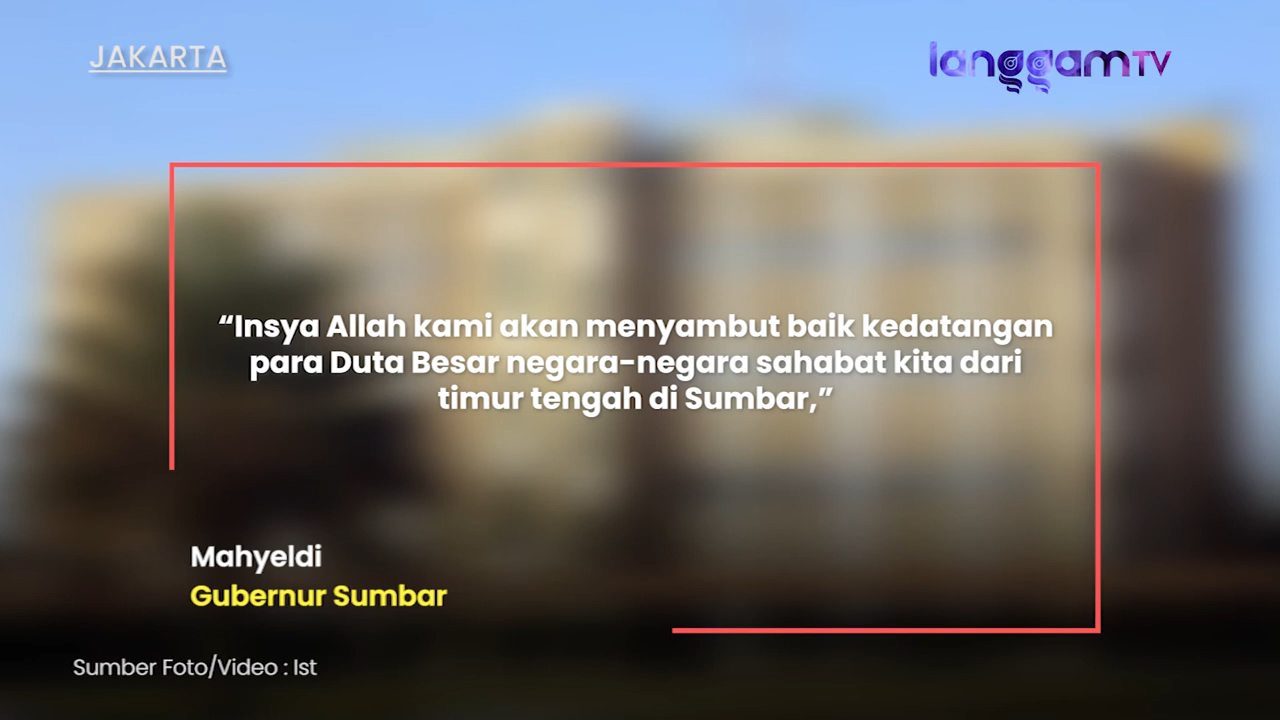 JAKARTA
langgamTV
“Insya Allah kami akan menyambut baik kedatangan
para Duta Besar negara-negara sahabat kita dari
timur tengah di Sumbar,”
Mahyeldi
Gubernur Sumbar
Sumber Foto/Video : Ist